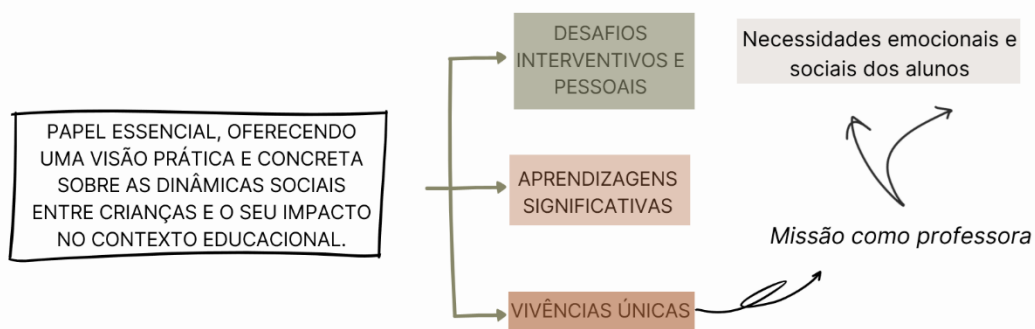 PAPEL ESSENCIAL, OFERECENDO
UMA VISÃO PRÁTICA E CONCRETA
SOBRE AS DINÂMICAS SOCIAIS
ENTRE CRIANÇAS E O SEU IMPACTO
NO CONTEXTO EDUCACIONAL.
DESAFIOS
INTERVENTIVOS E
PESSOAIS
APRENDIZAGENS
SIGNIFICATIVAS
VIVÊNCIAS ÚNICAS
Necessidades emocionais e
sociais dos alunos
Missão como professora